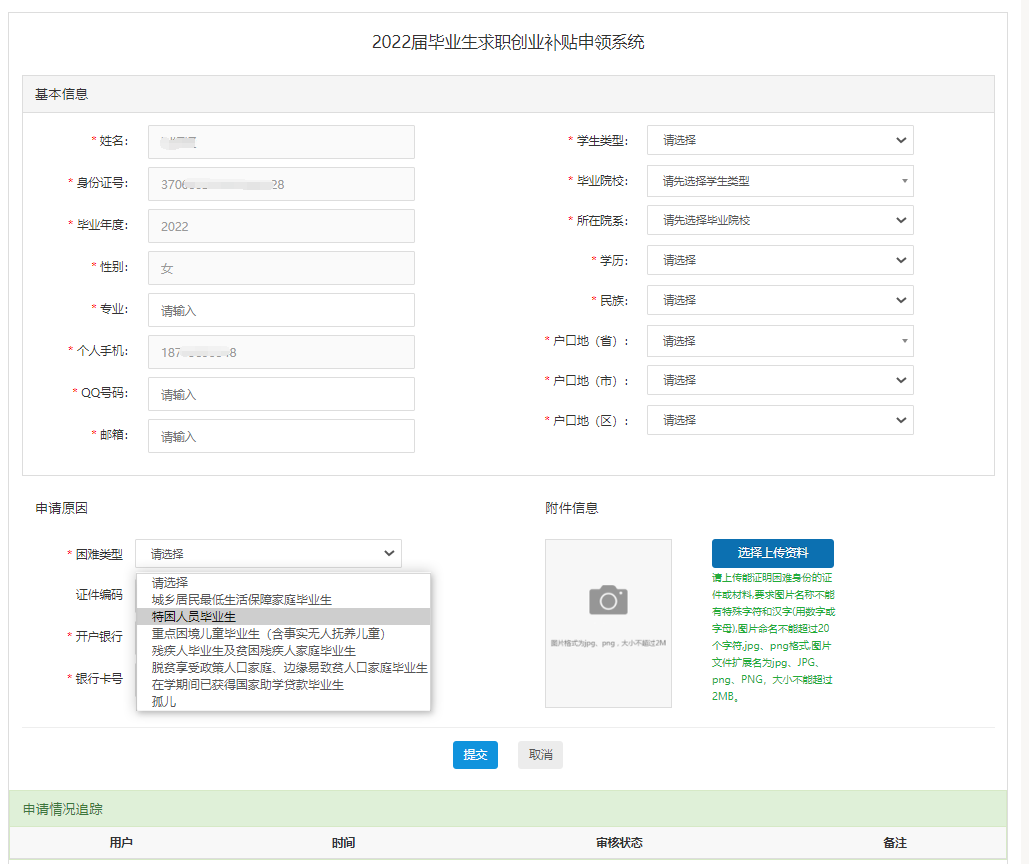 2022届毕业生求职创业补贴申领系统
基本信息
* 姓名:
* 身份证号: 3706 28
* 毕业年度: 2022
* 性别: 女
* 专业: 请输入
* 个人手机: 187 8
* QQ号码: 请输入
* 邮箱: 请输入
* 学生类型: 请选择
* 毕业院校: 请先选择学生类型
* 所在院系: 请先选择毕业院校
* 学历: 请选择
* 民族: 请选择
* 户口地（省）: 请选择
* 户口地（市）: 请选择
* 户口地（区）: 请选择
申请原因
* 困难类型 请选择
证件编码
* 开户银行
* 银行卡号
请选择
城乡居民最低生活保障家庭毕业生
特困人员毕业生
重点困境儿童毕业生（含事实无人抚养儿童）
残疾人毕业生及贫困残疾人家庭毕业生
脱贫享受政策人口家庭、边缘易致贫人口家庭毕业生
在学期间已获得国家助学贷款毕业生
孤儿
附件信息
图片格式为jpg、png，大小不能超过2M
选择上传资料
请上传能证明困难身份的证
件或材料,要求图片名称不能
有特殊字符和汉字(用数字或
字母),图片命名不能超过20
个字符,jpg、png格式,图片
文件扩展名为jpg、JPG、
png、PNG，大小不能超过
2MB。
提交 取消
申请情况追踪
用户 时间 审核状态 备注